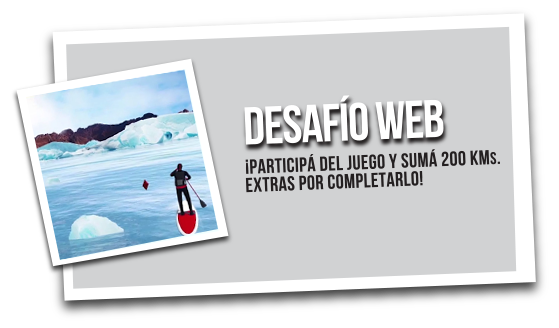 DESAFÍO WEB
¡PARTICIPÁ DEL JUEGO Y SUMÁ 200 KMs.
EXTRAS POR COMPLETARLO!